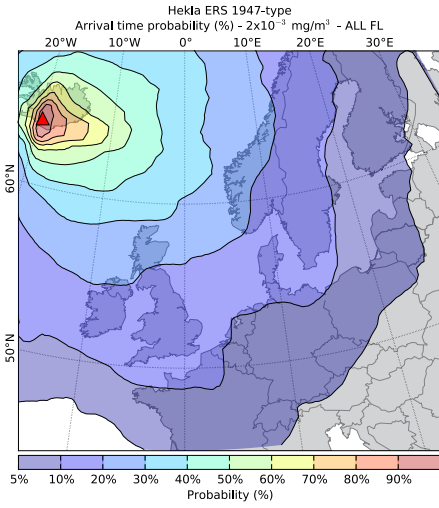 Hekla ERS 1947-type
Arrival time probability (%) - 2x10⁻³ mg/m³ - ALL FL
20°W 10°W 0°E 10°E 20°E 30°E
60°N
50°N
5% 10% 20% 30% 40% 50% 60% 70% 80% 90%
Probability (%)